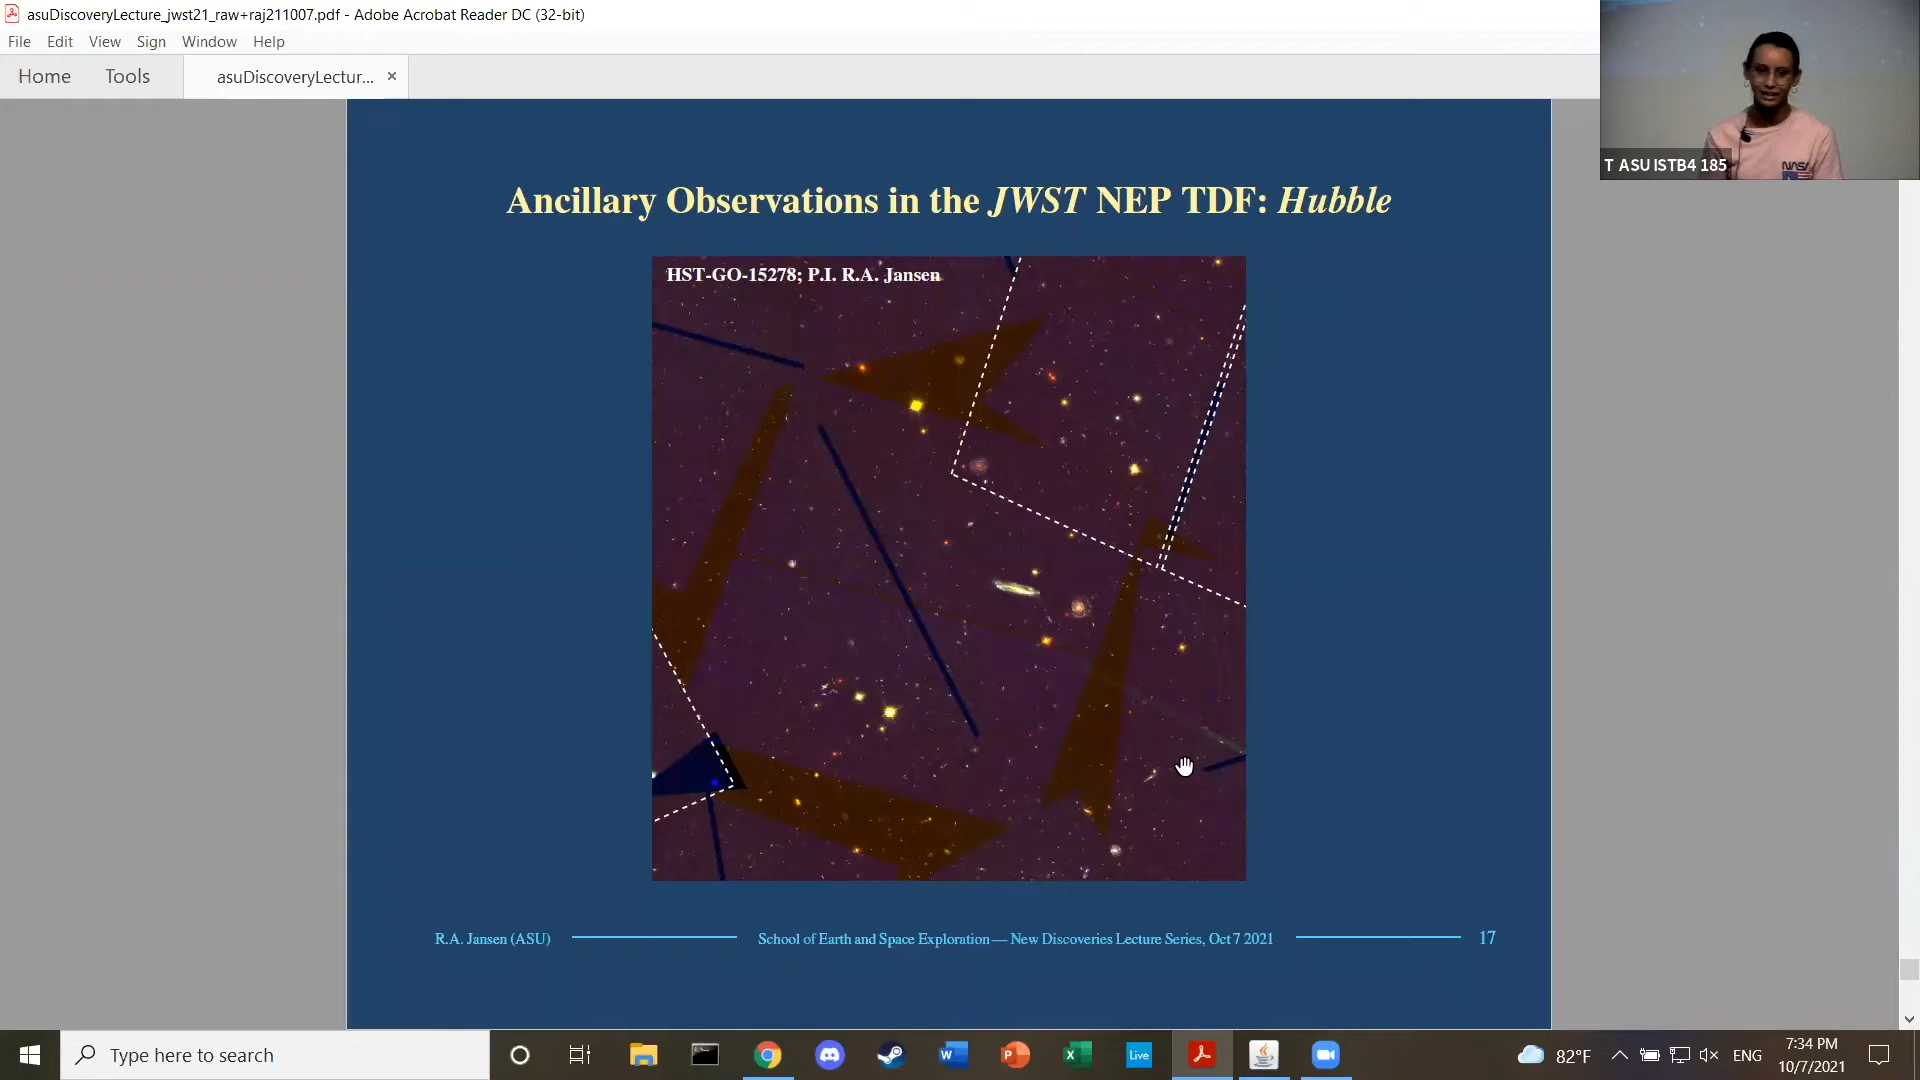 asuDiscoveryLecture_jwst21_raw+raj211007.pdf - Adobe Acrobat Reader DC (32-bit)
File Edit View Sign Window Help
Home Tools asuDiscoveryLectur... ×
NASA
T ASU ISTB4 185
Ancillary Observations in the JWST NEP TDF: Hubble
HST-GO-15278; P.I. R.A. Jansen
R.A. Jansen (ASU) School of Earth and Space Exploration — New Discoveries Lecture Series, Oct 7 2021 17
Type here to search
Live
82°F
ENG
7:34 PM
10/7/2021